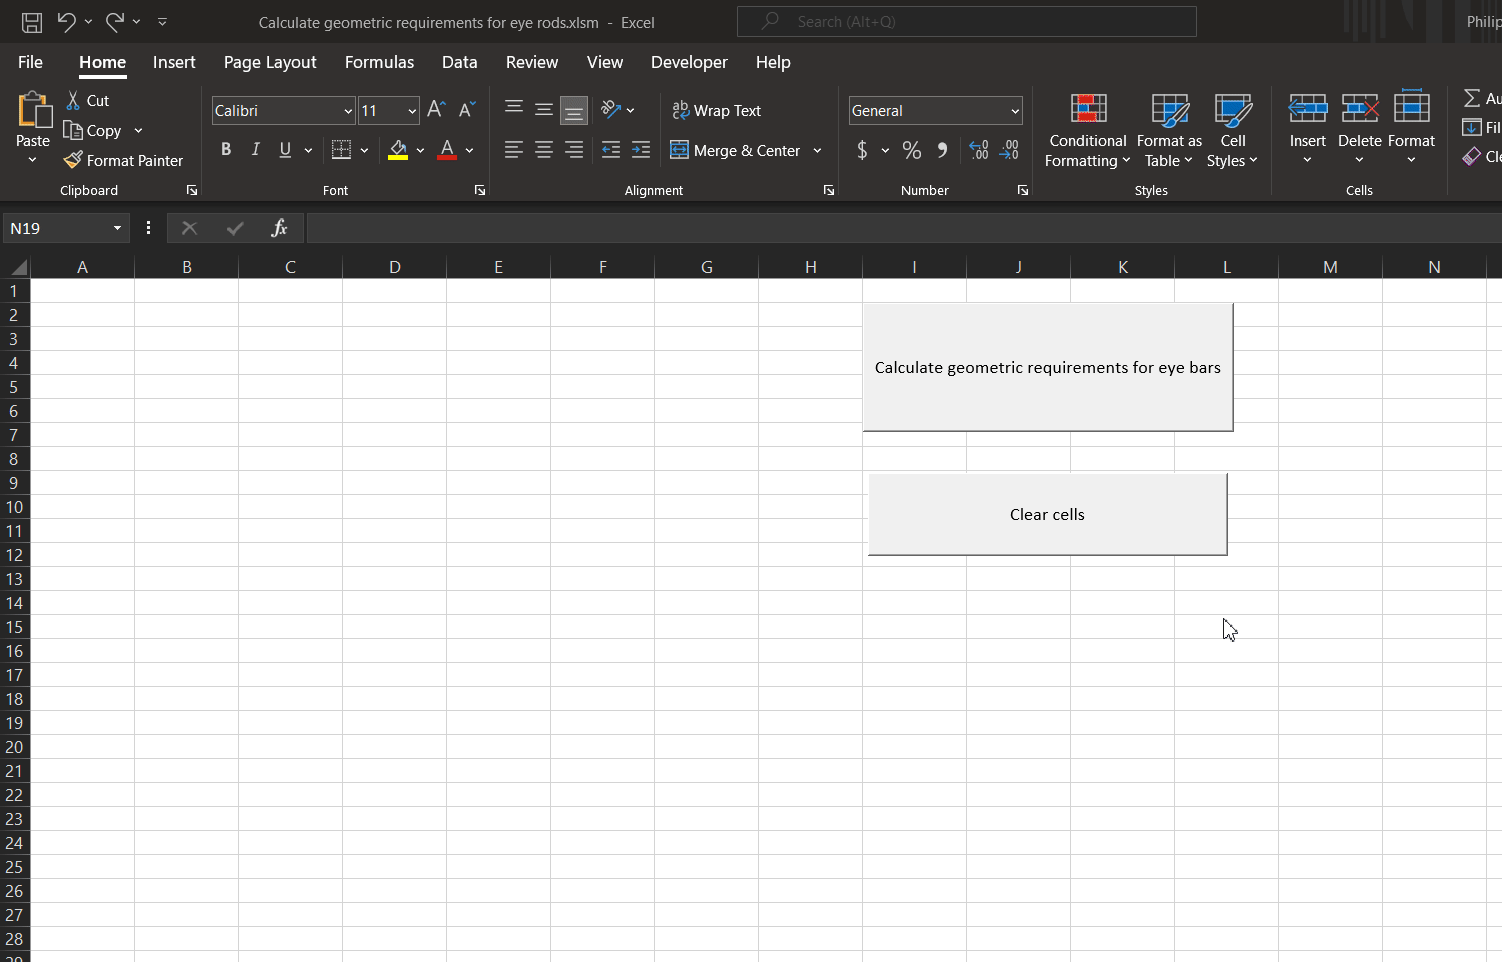 Calculate geometric requirements for eye rods.xlsm - Excel
Search (Alt+Q)
Philip
File Home Insert Page Layout Formulas Data Review View Developer Help
Paste
Cut
Copy
Format Painter
Clipboard
Calibri 11
B I U A
Font
ab Wrap Text
Merge & Center
Alignment
General
$ % 9 .00
Number
Conditional Formatting
Format as Table
Cell Styles
Styles
Insert Delete Format
Cells
N19
fx
A B C D E F G H I J K L M N
1
2
3
4
5
6
7
8
9
10
11
12
13
14
15
16
17
18
19
20
21
22
23
24
25
26
27
28
Calculate geometric requirements for eye bars
Clear cells